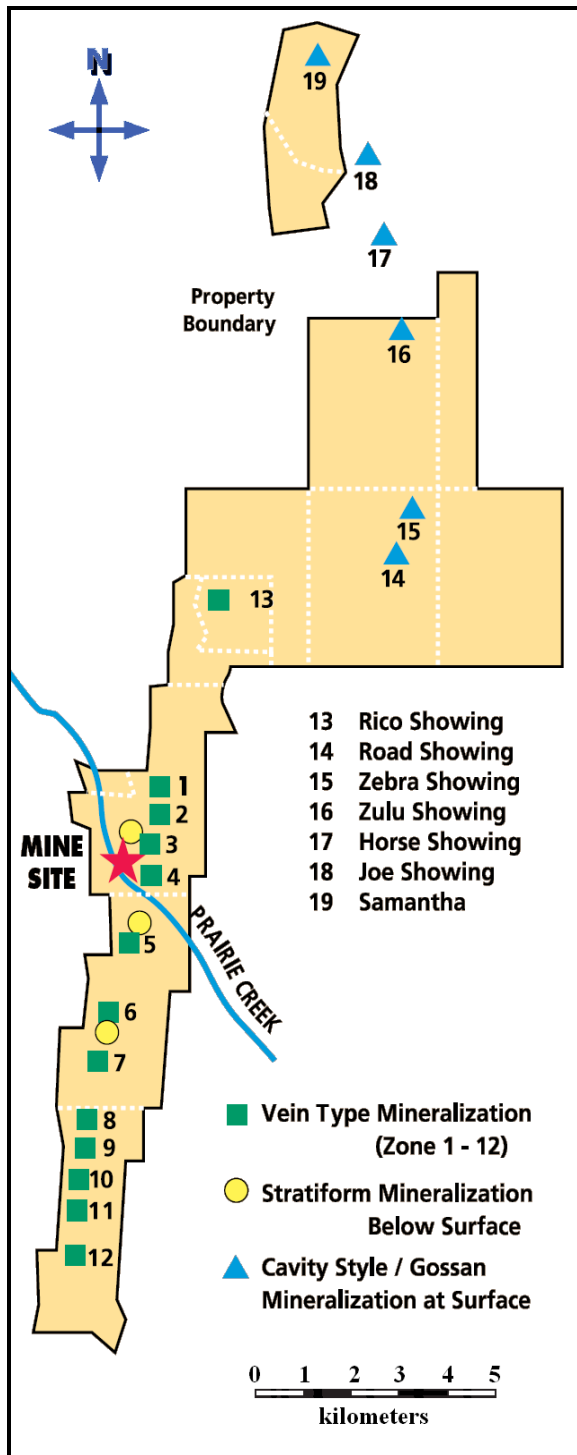 N
19
18
17
Property
Boundary
16
15
14
13
13 Rico Showing
14 Road Showing
15 Zebra Showing
16 Zulu Showing
17 Horse Showing
18 Joe Showing
19 Samantha
1
2
3
4
MINE
SITE
5
PRAIRIE CREEK
6
7
8
9
10
11
12
Vein Type Mineralization
(Zone 1 - 12)
Stratiform Mineralization
Below Surface
Cavity Style / Gossan
Mineralization at Surface
0 1 2 3 4 5
kilometers